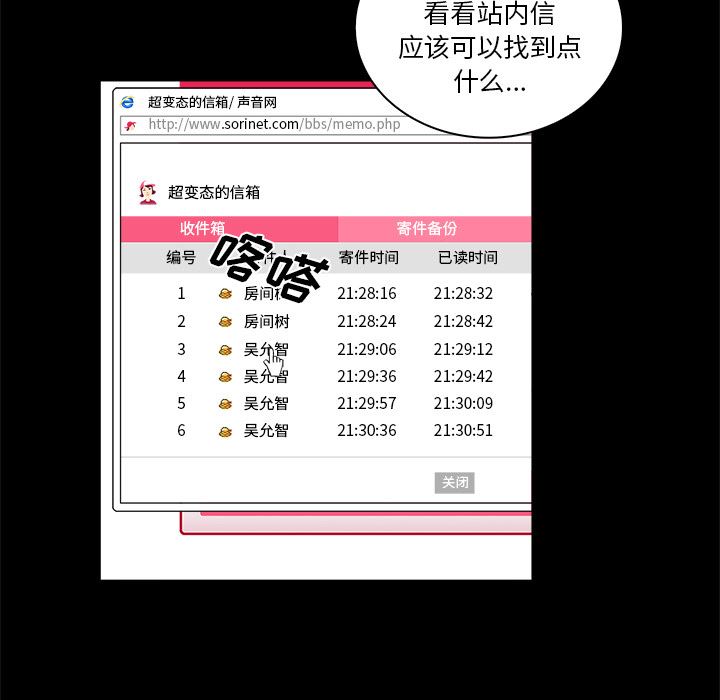 看看站内信
应该可以找到点
什么...
超变态的信箱/ 声音网
http://www.sorinet.com/bbs/memo.php
超变态的信箱
收件箱 寄件备份
编号 寄件时间 已读时间
喀嗒
1 房间树 21:28:16 21:28:32
2 房间树 21:28:24 21:28:42
3 吴允智 21:29:06 21:29:12
4 吴允智 21:29:36 21:29:42
5 吴允智 21:29:57 21:30:09
6 吴允智 21:30:36 21:30:51
关闭